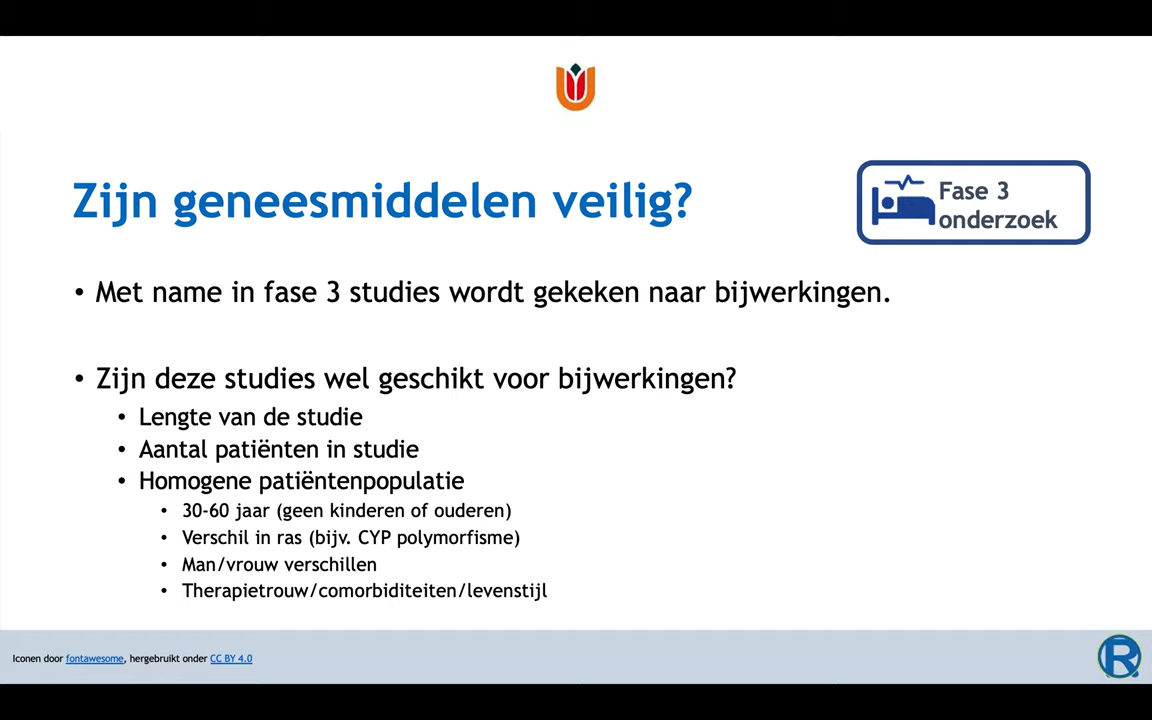 Zijn geneesmiddelen veilig?
Fase 3
onderzoek
• Met name in fase 3 studies wordt gekeken naar bijwerkingen.
• Zijn deze studies wel geschikt voor bijwerkingen?
• Lengte van de studie
• Aantal patiënten in studie
• Homogene patiëntenpopulatie
• 30-60 jaar (geen kinderen of ouderen)
• Verschil in ras (bijv. CYP polymorfisme)
• Man/vrouw verschillen
• Therapietrouw/comorbiditeiten/levenstijl
Iconen door fontawesome, hergebruikt onder CC BY 4.0
R